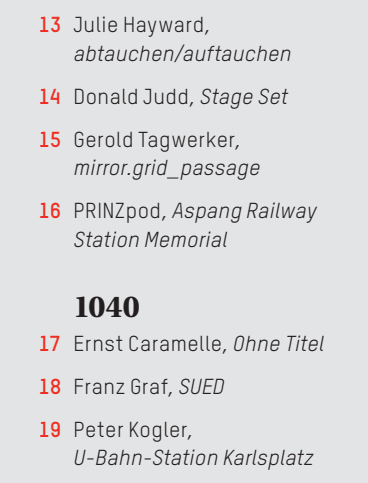 13 Julie Hayward,
abtauchen/auftauchen
14 Donald Judd, Stage Set
15 Gerold Tagwerker,
mirror.grid_passage
16 PRINZpod, Aspang Railway
Station Memorial
1040
17 Ernst Caramelle, Ohne Titel
18 Franz Graf, SUED
19 Peter Kogler,
U-Bahn-Station Karlsplatz